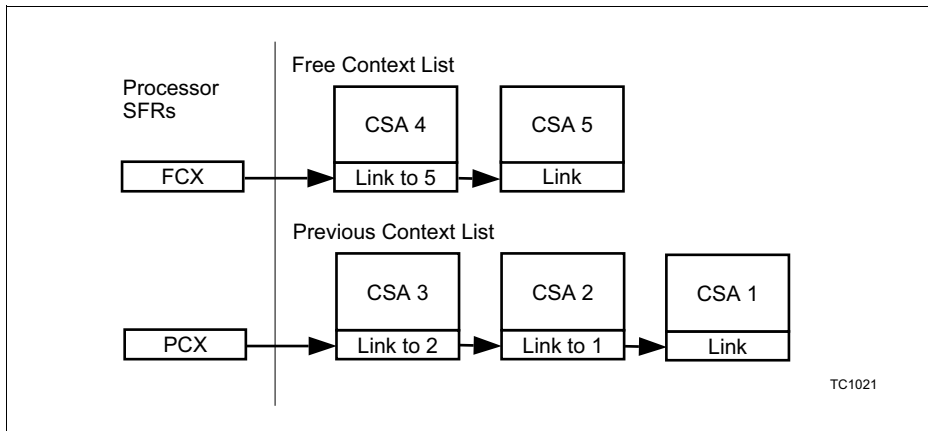 Free Context List
Processor
SFRs
CSA 4
CSA 5
FCX
Link to 5
Link
Previous Context List
CSA 3
CSA 2
CSA 1
PCX
Link to 2
Link to 1
Link
TC1021